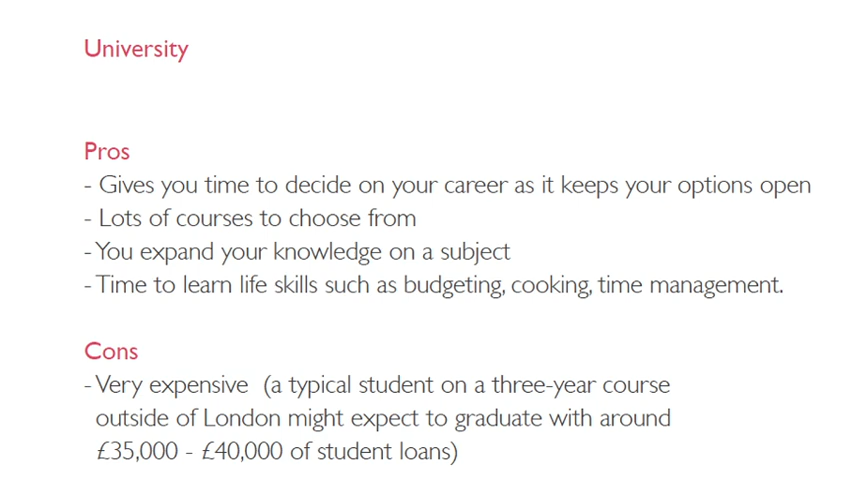 University
Pros
- Gives you time to decide on your career as it keeps your options open
- Lots of courses to choose from
- You expand your knowledge on a subject
- Time to learn life skills such as budgeting, cooking, time management.
Cons
- Very expensive (a typical student on a three-year course
outside of London might expect to graduate with around
£35,000 - £40,000 of student loans)